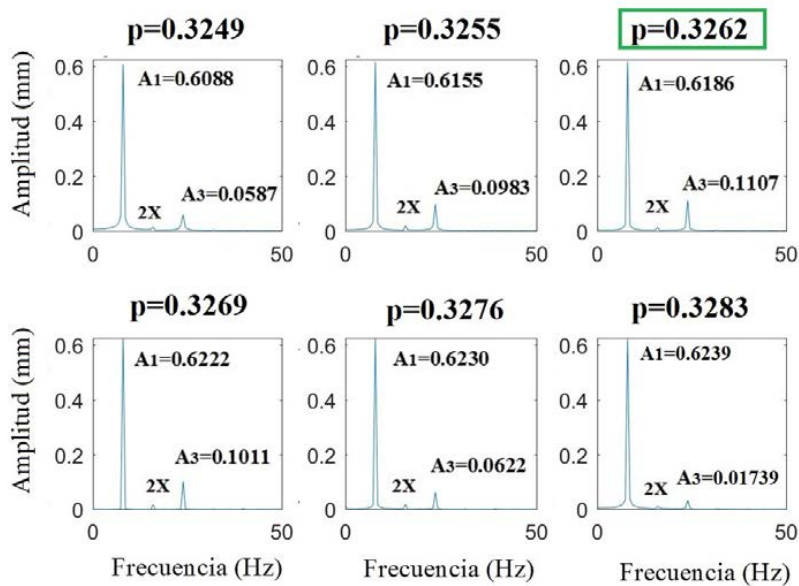 p=0.3249
p=0.3255
p=0.3262
Amplitud (mm)
0.6
0.4
0.2
0
A1=0.6088
2X
A3=0.0587
0
50
0.6
0.4
0.2
0
A1=0.6155
2X
A3=0.0983
0
50
0.6
0.4
0.2
0
A1=0.6186
2X
A3=0.1107
0
50
p=0.3269
p=0.3276
p=0.3283
Amplitud (mm)
0.6
0.4
0.2
0
A1=0.6222
2X
A3=0.1011
0
50
0.6
0.4
0.2
0
A1=0.6230
2X
A3=0.0622
0
50
0.6
0.4
0.2
0
A1=0.6239
2X
A3=0.01739
0
50
Frecuencia (Hz)
Frecuencia (Hz)
Frecuencia (Hz)